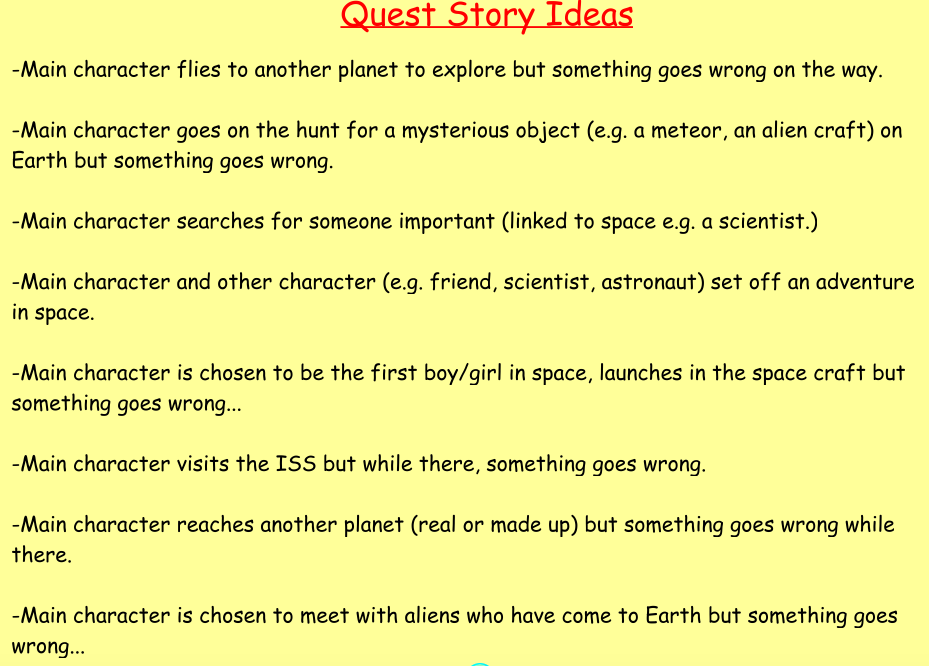 Quest Story Ideas
-Main character flies to another planet to explore but something goes wrong on the way.
-Main character goes on the hunt for a mysterious object (e.g. a meteor, an alien craft) on
Earth but something goes wrong.
-Main character searches for someone important (linked to space e.g. a scientist.)
-Main character and other character (e.g. friend, scientist, astronaut) set off an adventure
in space.
-Main character is chosen to be the first boy/girl in space, launches in the space craft but
something goes wrong...
-Main character visits the ISS but while there, something goes wrong.
-Main character reaches another planet (real or made up) but something goes wrong while
there.
-Main character is chosen to meet with aliens who have come to Earth but something goes
wrong...